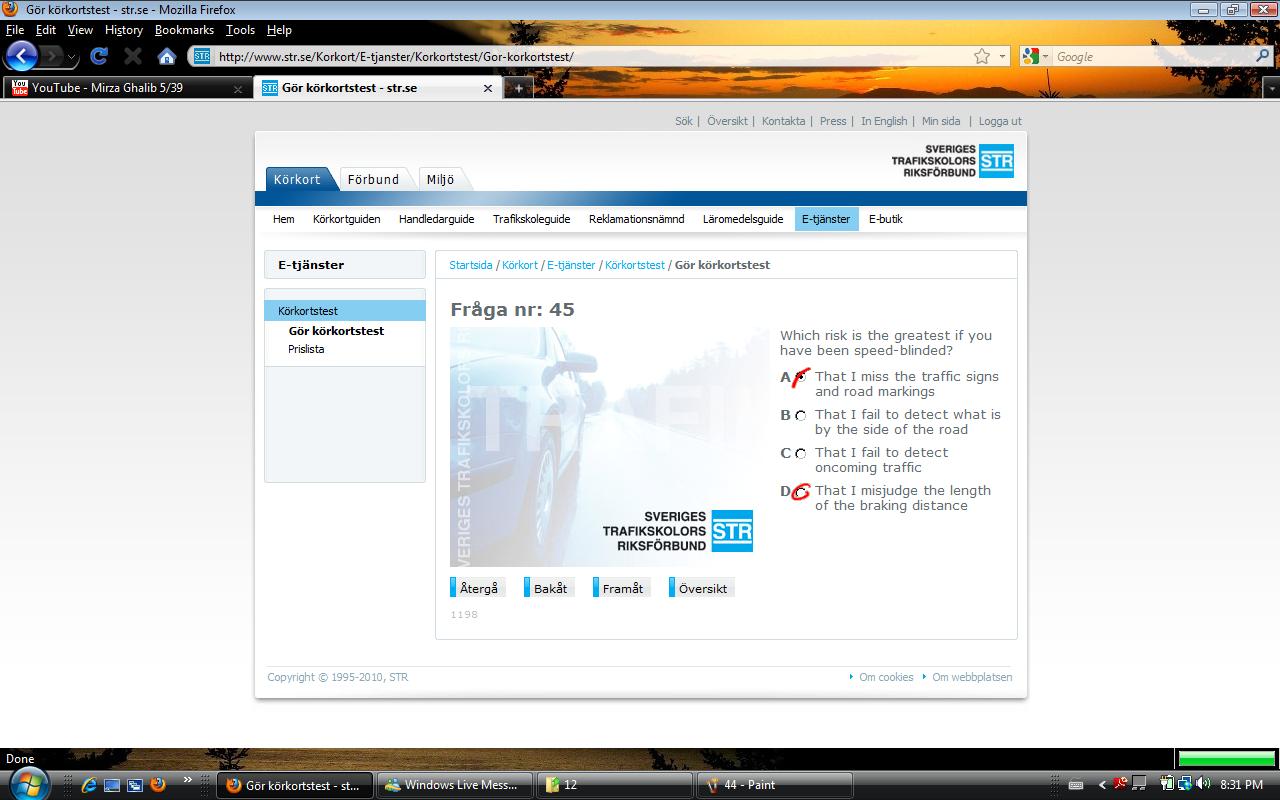 Gör körkortstest - str.se - Mozilla Firefox
File Edit View History Bookmarks Tools Help
STR http://www.str.se/Korkort/E-tjanster/Korkortstest/Gor-korkortstest/ Google
You Tube YouTube - Mirza Ghalib 5/39 STR Gör körkortstest - str.se
Sök | Översikt | Kontakta | Press | In English | Min sida | Logga ut
SVERIGES
TRAFIKSKOLORS STR
RIKSFÖRBUND
Körkort Förbund Miljö
Hem Körkortguiden Handledarguide Trafikskoleguide Reklamationsnämnd Läromedelsguide E-tjänster E-butik
E-tjänster
Körkortstest
Gör körkortstest
Prislista
Startsida / Körkort / E-tjänster / Körkortstest / Gör körkortstest
Fråga nr: 45
VERIGES TRAFIKSKOLOR
TRAFI
SVERIGES
TRAFIKSKOLORS STR
RIKSFÖRBUND
Which risk is the greatest if you
have been speed-blinded?
A That I miss the traffic signs
and road markings
B That I fail to detect what is
by the side of the road
C That I fail to detect
oncoming traffic
D That I misjudge the length
of the braking distance
Återgå Bakåt Framåt Översikt
1198
Copyright © 1995-2010, STR Om cookies Om webbplatsen
Done
Gör körkortstest - st... Windows Live Mess... 12 44 - Paint 8:31 PM